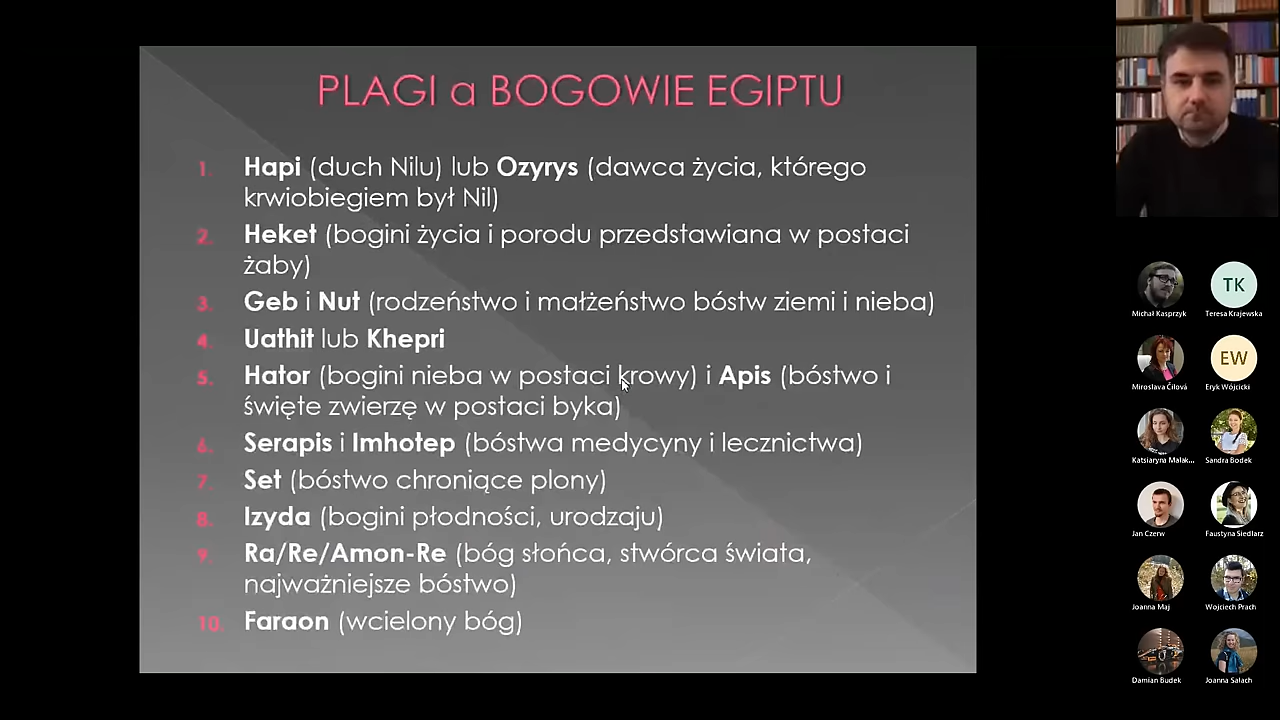 PLAGI a BOGOWIE EGIPTU
1. Hapi (duch Nilu) lub Ozyrys (dawca życia, którego
krwiobiegiem był Nil)
2. Heket (bogini życia i porodu przedstawiana w postaci
żaby)
3. Geb i Nut (rodzeństwo i małżeństwo bóstw ziemi i nieba)
4. Uathit lub Khepri
5. Hator (bogini nieba w postaci krowy) i Apis (bóstwo i
święte zwierzę w postaci byka)
6. Serapis i Imhotep (bóstwa medycyny i lecznictwa)
7. Set (bóstwo chroniące plony)
8. Izyda (bogini płodności, urodzaju)
9. Ra/Re/Amon-Re (bóg słońca, stwórca świata,
najważniejsze bóstwo)
10. Faraon (wcielony bóg)
TK
Michał Kasprzyk
Teresa Krajewska
EW
Miroslava Čilová
Eryk Wójcicki
Katsiaryna Malak...
Sandra Bodek
Jan Czerw
Faustyna Siedlarz
Joanna Maj
Wojciech Prach
Damian Budek
Joanna Sałach